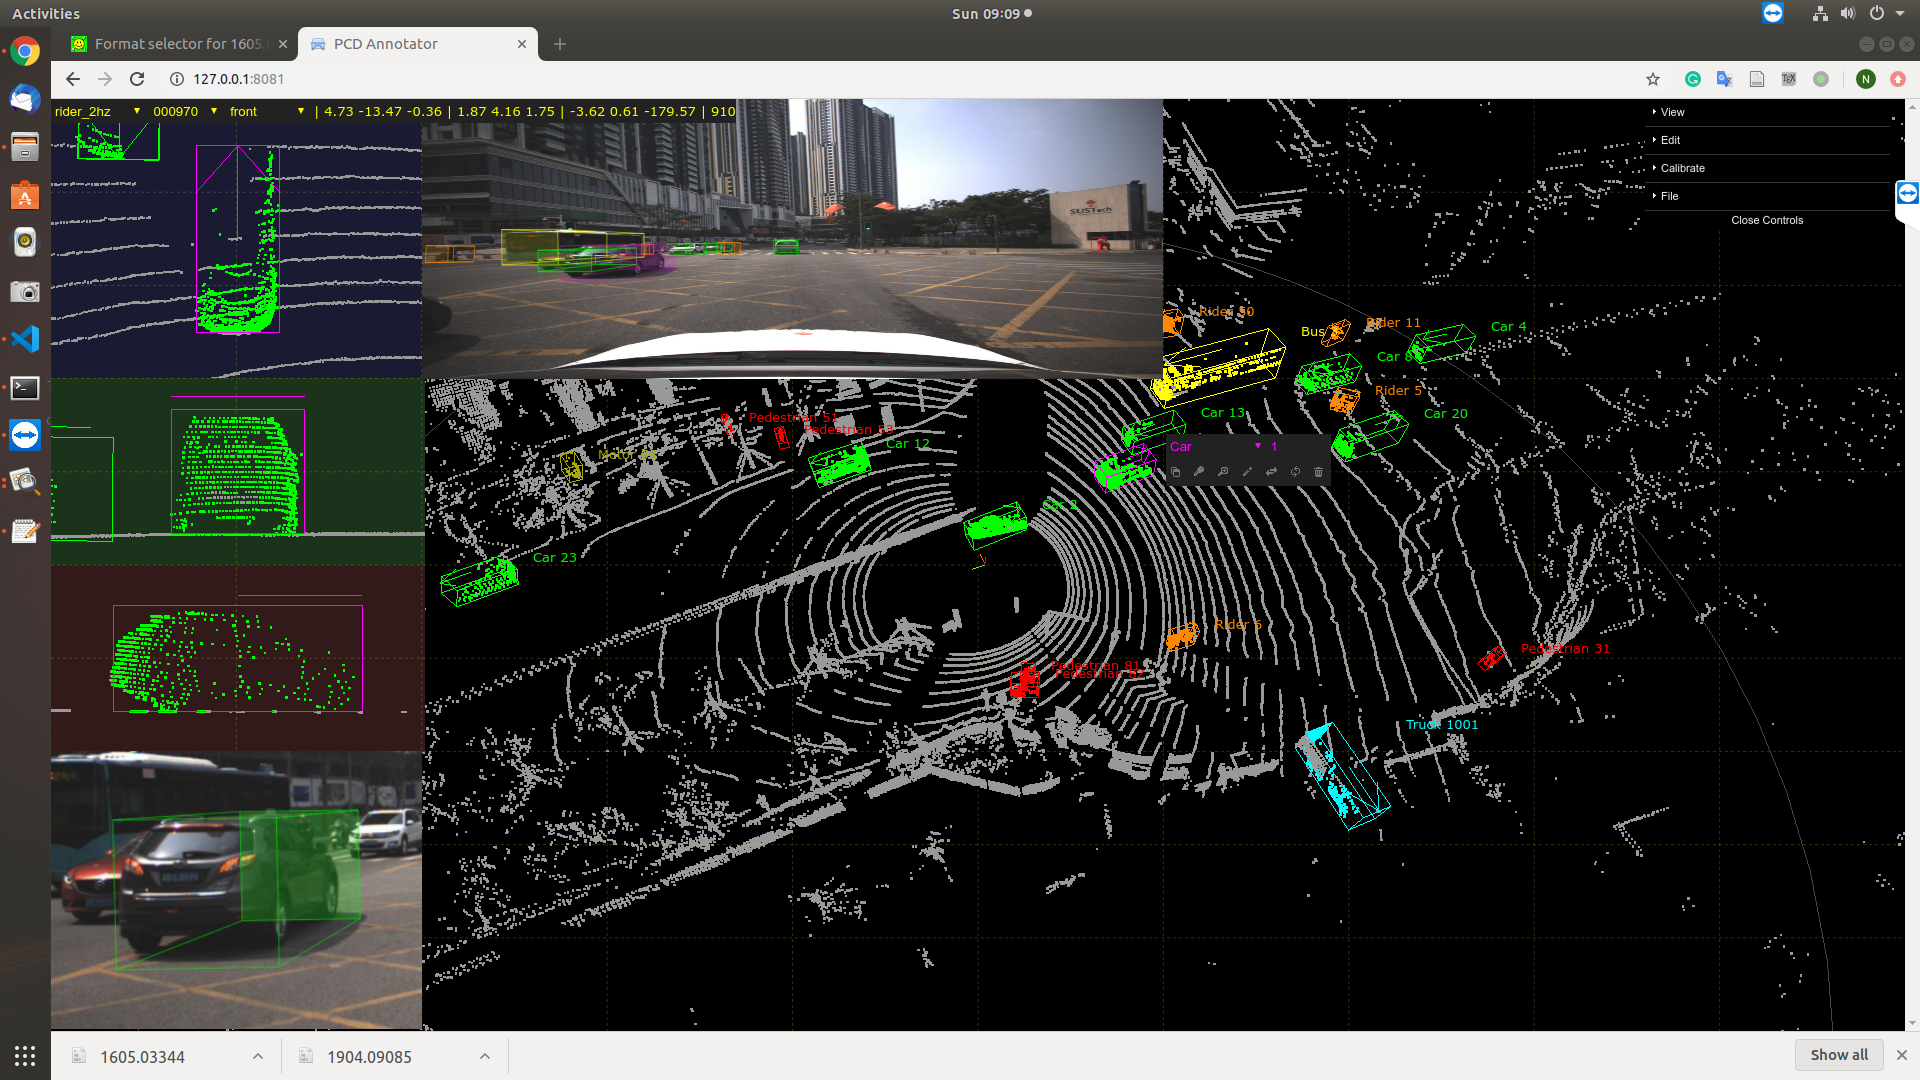 Activities
Sun 09:09
Format selector for 1605.
PCD Annotator
127.0.0.1:8081
N
rider_2hz 000970 front | 4.73 -13.47 -0.36 | 1.87 4.16 1.75 | -3.62 0.61 -179.57 | 910
View
Edit
Calibrate
File
Close Controls
SUSTech
Rider 50
Bus
Rider 11
Car 4
Car 8
Rider 5
Car 13
Car 20
Car 1
Pedestrian 51
Car 12
Car 2
Car 23
Rider 6
Pedestrian 81
Pedestrian 31
Truck 1001
1605.03344
1904.09085
Show all